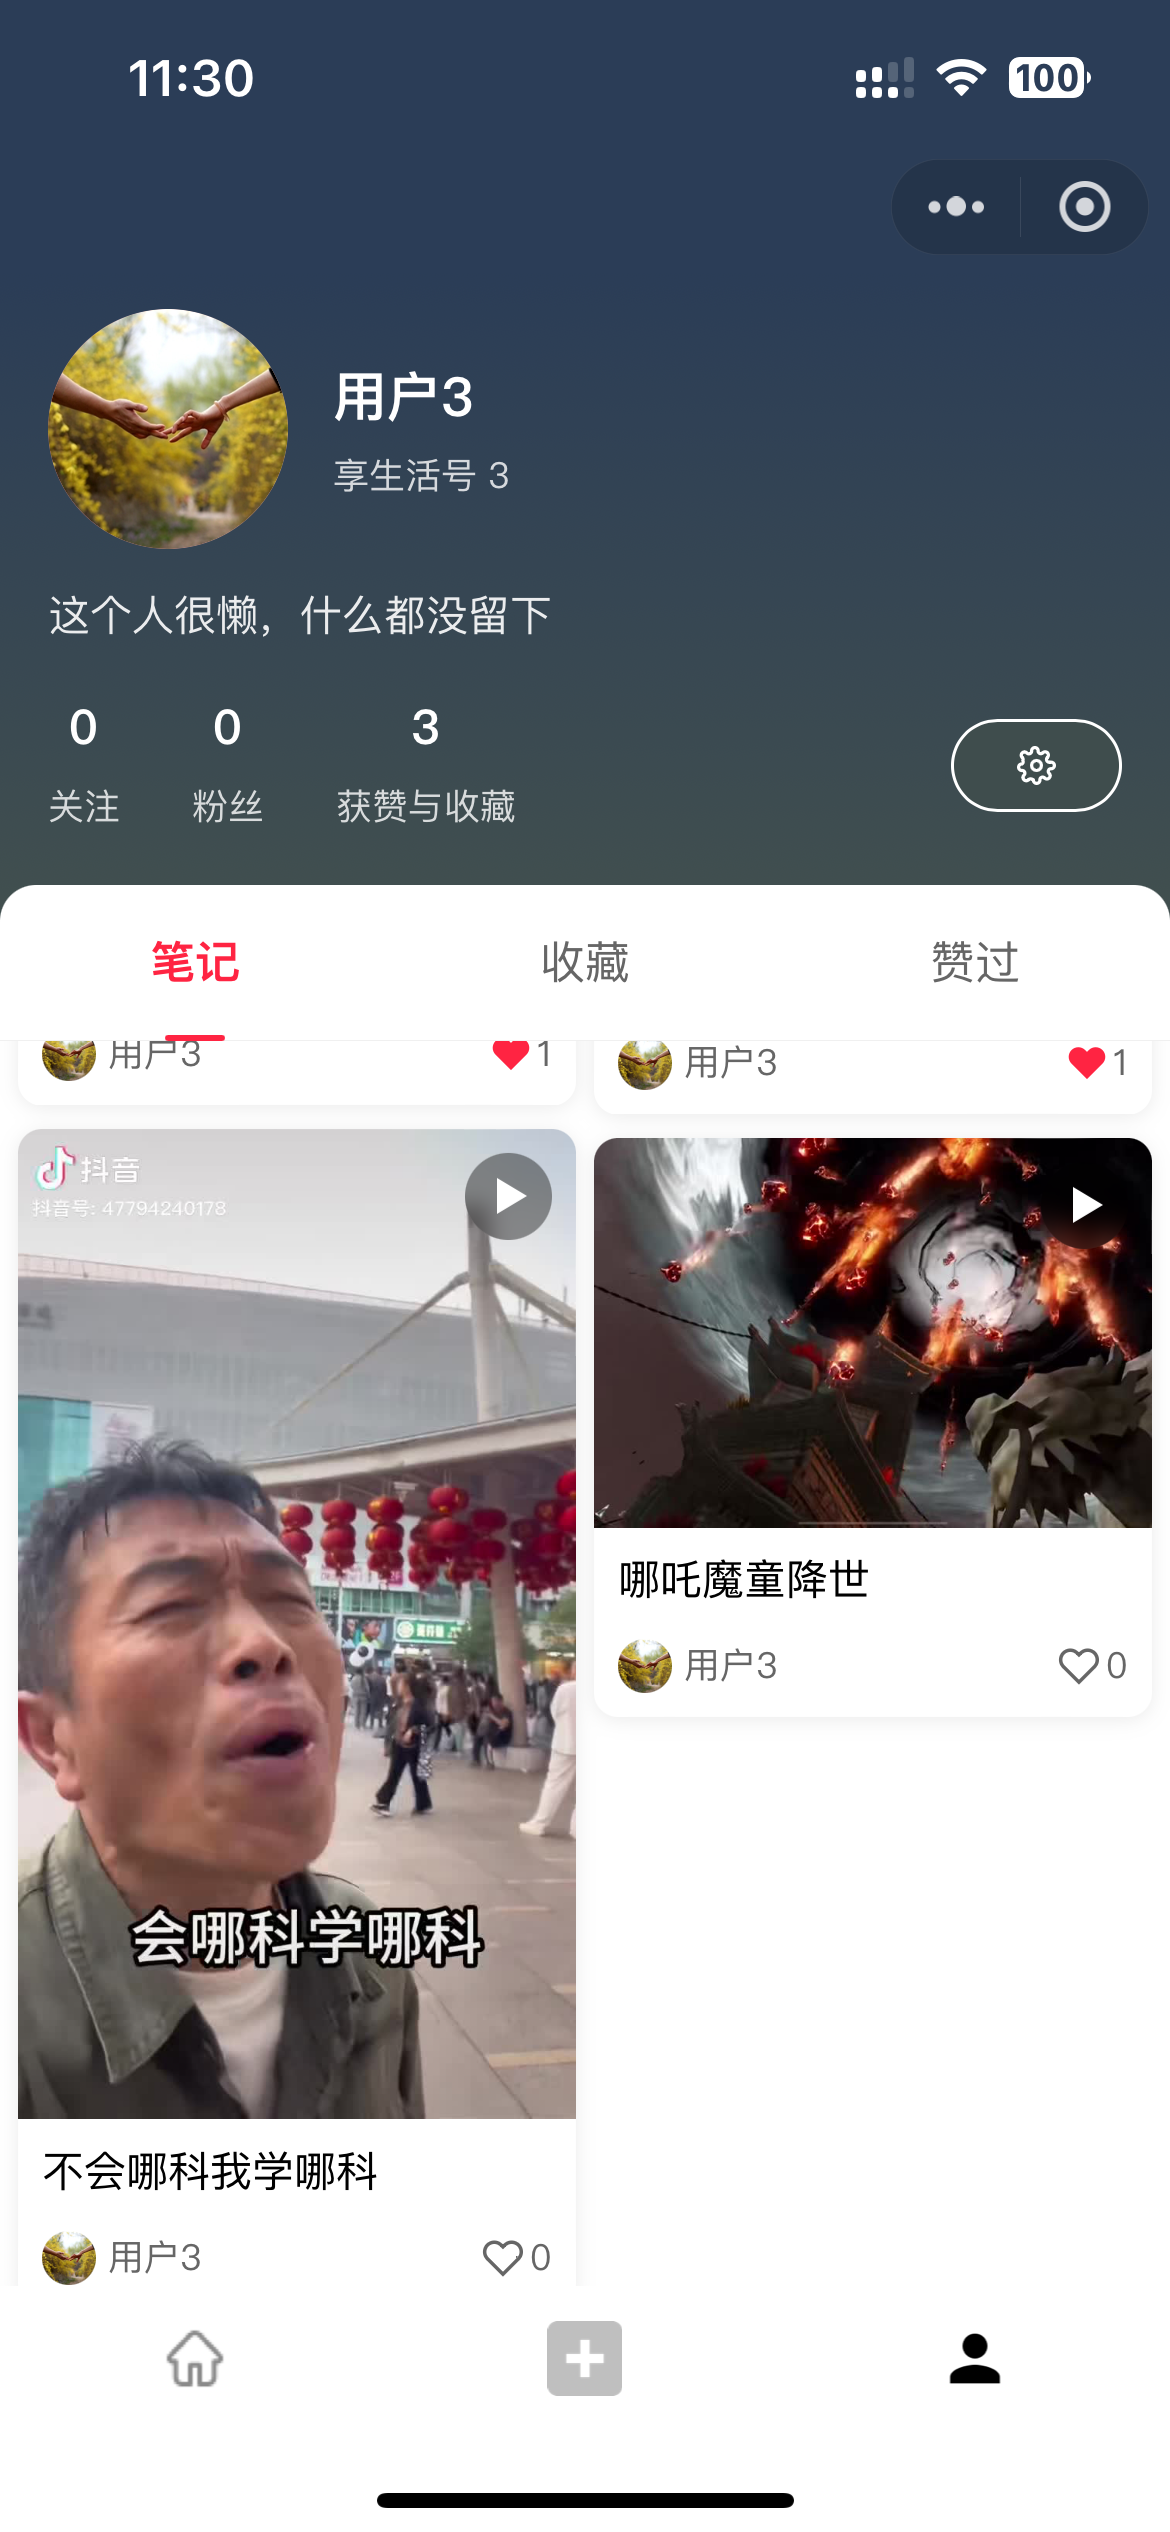 11:30
100
用户3
享生活号 3
这个人很懒，什么都没留下
0 0 3
关注 粉丝 获赞与收藏
笔记 收藏 赞过
用户3 1
用户3 1
抖音
抖音号: 47794240178
会哪科学哪科
不会哪科我学哪科
用户3 0
哪吒魔童降世
用户3 0